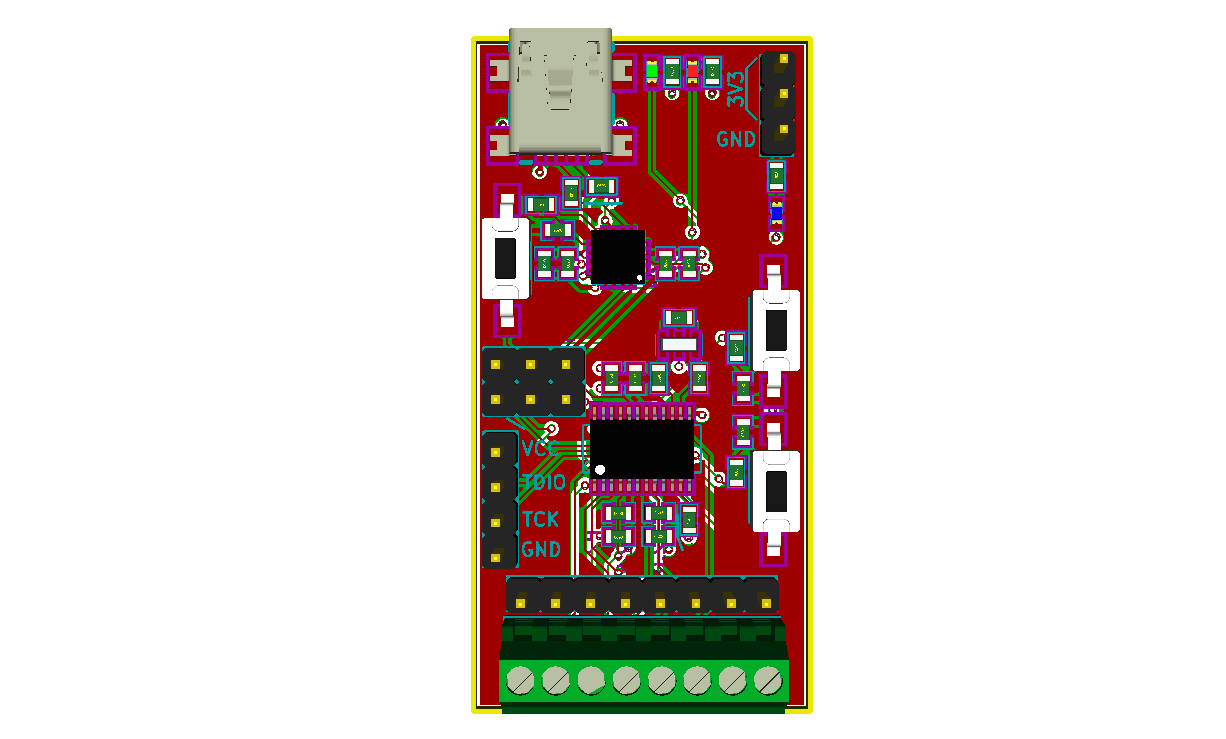 3V3
GND
VCC
TDIO
TCK
GND